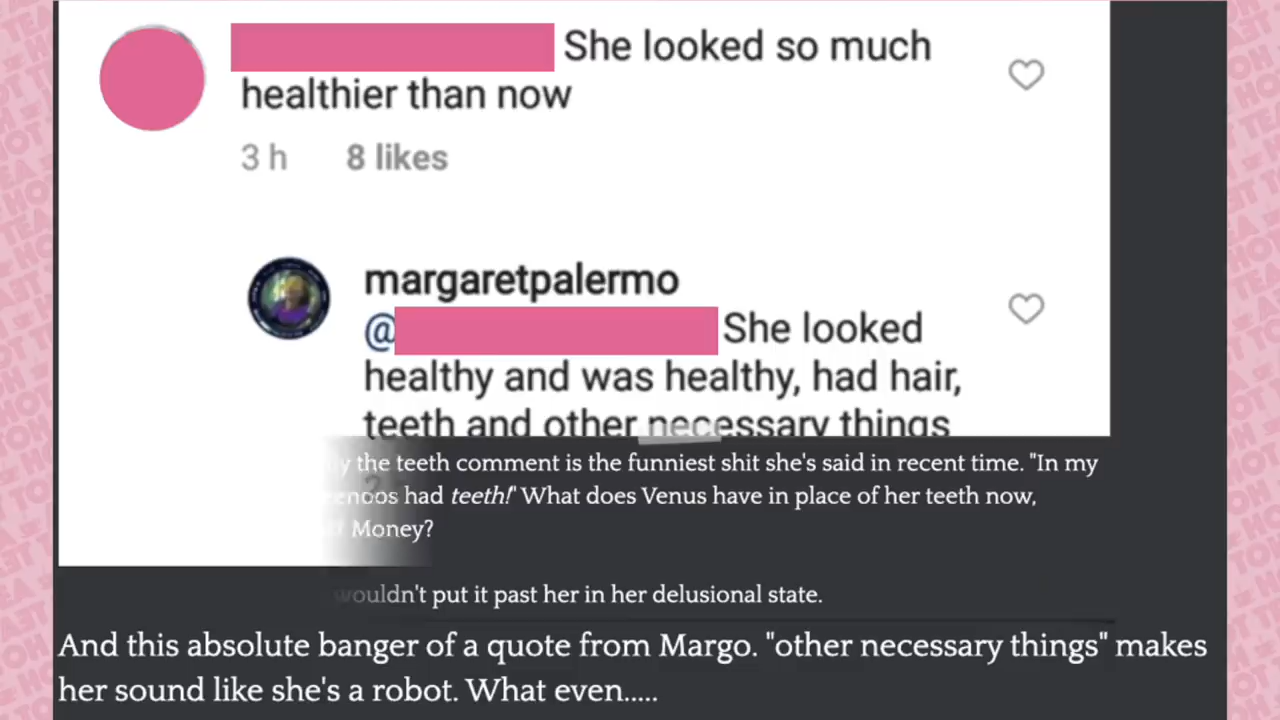 She looked so much
healthier than now
3 h 8 likes
margaretpalermo
@ She looked
healthy and was healthy, had hair,
teeth and other necessary things
the teeth comment is the funniest shit she's said in recent time. "In my
had teeth!" What does Venus have in place of her teeth now,
Money?
wouldn't put it past her in her delusional state.
And this absolute banger of a quote from Margo. "other necessary things" makes
her sound like she's a robot. What even.....